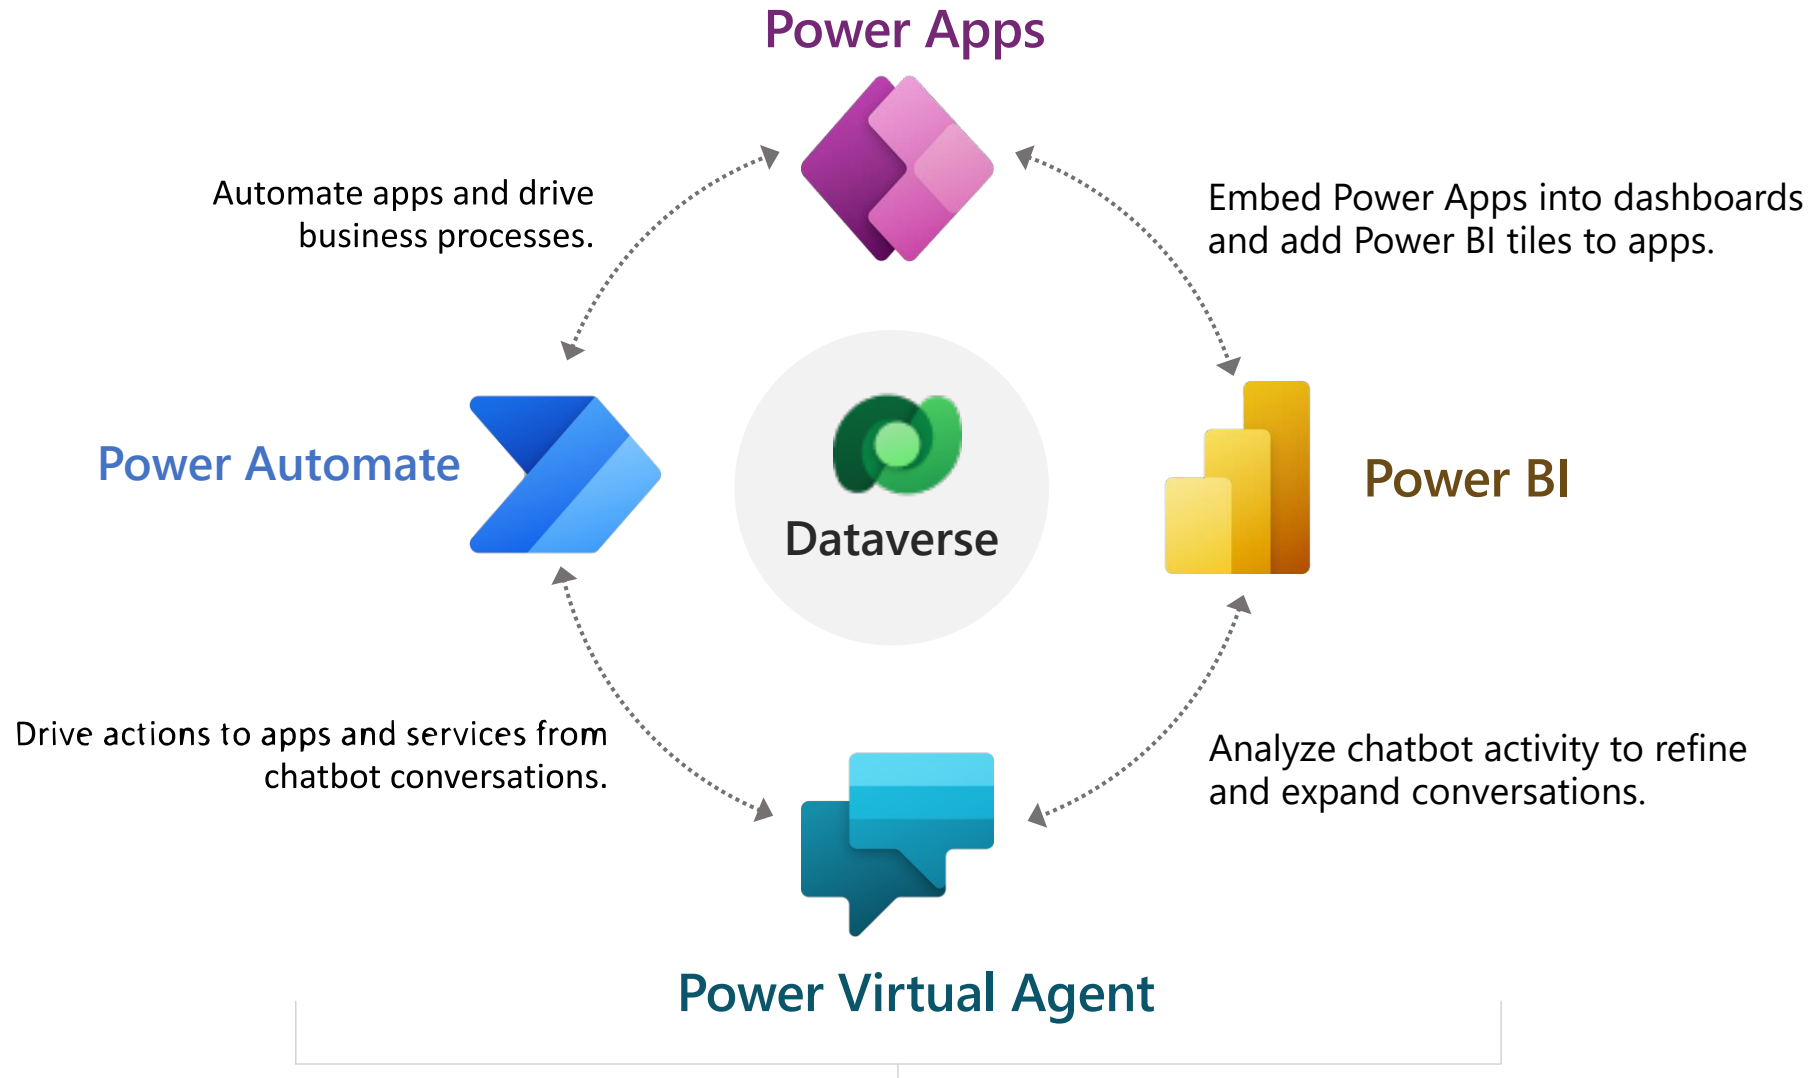 Power Apps
Automate apps and drive
business processes.
Embed Power Apps into dashboards
and add Power BI tiles to apps.
Power Automate
Dataverse
Power BI
Drive actions to apps and services from
chatbot conversations.
Analyze chatbot activity to refine
and expand conversations.
Power Virtual Agent